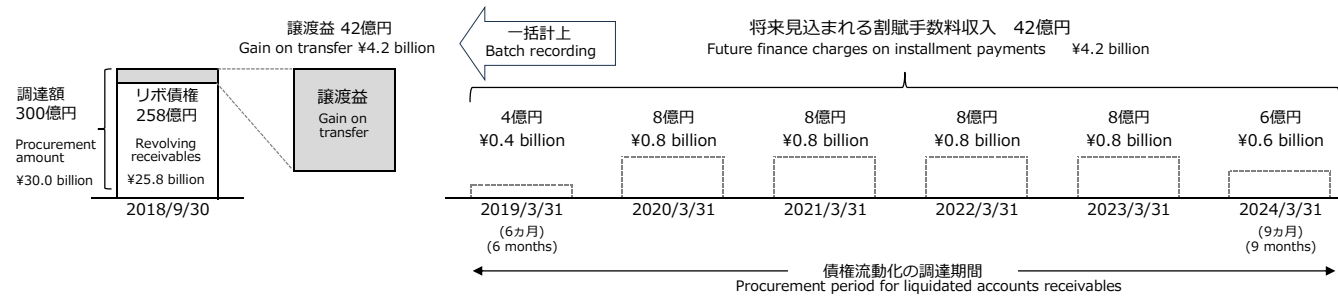 譲渡益 42億円
Gain on transfer ¥4.2 billion
一括計上
Batch recording
将来見込まれる割賦手数料収入　42億円
Future finance charges on installment payments　¥4.2 billion
調達額
300億円
Procurement
amount
¥30.0 billion
リボ債権
258億円
Revolving
receivables
¥25.8 billion
2018/9/30
譲渡益
Gain on
transfer
4億円
¥0.4 billion
8億円
¥0.8 billion
8億円
¥0.8 billion
8億円
¥0.8 billion
8億円
¥0.8 billion
6億円
¥0.6 billion
2019/3/31
(6ヵ月)
(6 months)
2020/3/31
2021/3/31
2022/3/31
2023/3/31
2024/3/31
(9ヵ月)
(9 months)
債権流動化の調達期間
Procurement period for liquidated accounts receivables